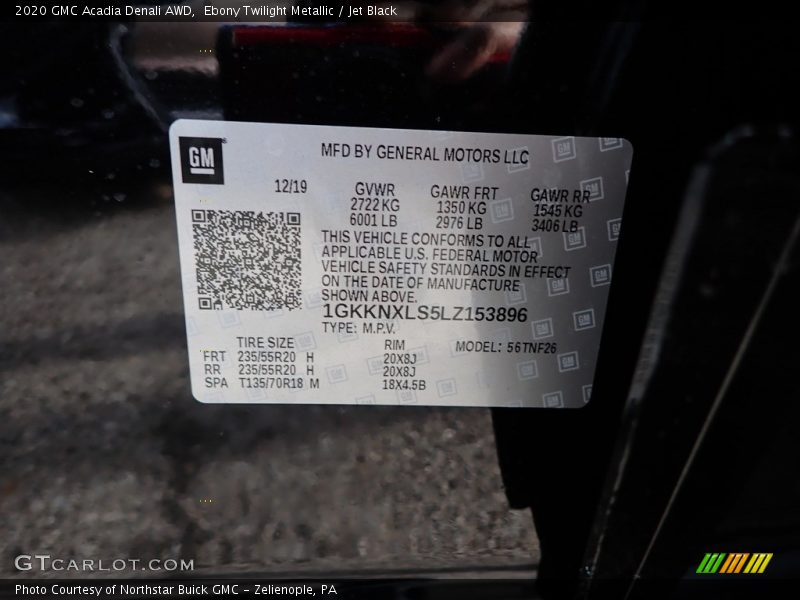 2020 GMC Acadia Denali AWD, Ebony Twilight Metallic / Jet Black
GM
MFD BY GENERAL MOTORS LLC
12/19 GVWR GAWR FRT GAWR RR
2722 KG 1350 KG 1545 KG
6001 LB 2976 LB 3406 LB
THIS VEHICLE CONFORMS TO ALL
APPLICABLE U.S. FEDERAL MOTOR
VEHICLE SAFETY STANDARDS IN EFFECT
ON THE DATE OF MANUFACTURE
SHOWN ABOVE.
1GKKNXLS5LZ153896
TYPE: M.P.V.
TIRE SIZE RIM MODEL: 56TNF26
FRT 235/55R20 H 20X8J
RR 235/55R20 H 20X8J
SPA T135/70R18 M 18X4.5B
GTCARLOT.COM
Photo Courtesy of Northstar Buick GMC - Zelienople, PA